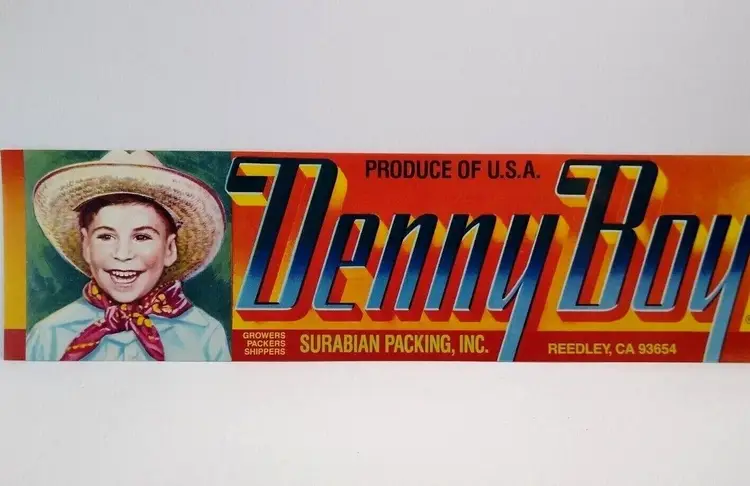 PRODUCE OF U.S.A.
Denny Boy
GROWERS
PACKERS
SHIPPERS
SURABIAN PACKING, INC.
REEDLEY, CA 93654